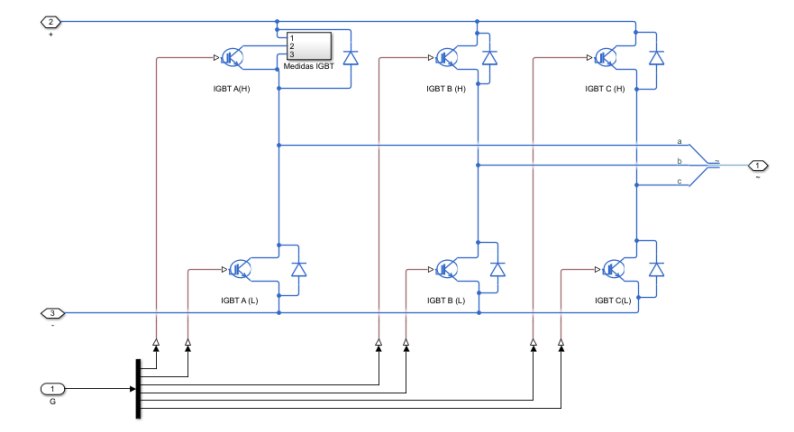 2
+
1
2
3
Medidas IGBT
IGBT A(H)
IGBT B (H)
IGBT C (H)
a
b
c
~
1
~
IGBT A (L)
IGBT B (L)
IGBT C(L)
3
-
1
G